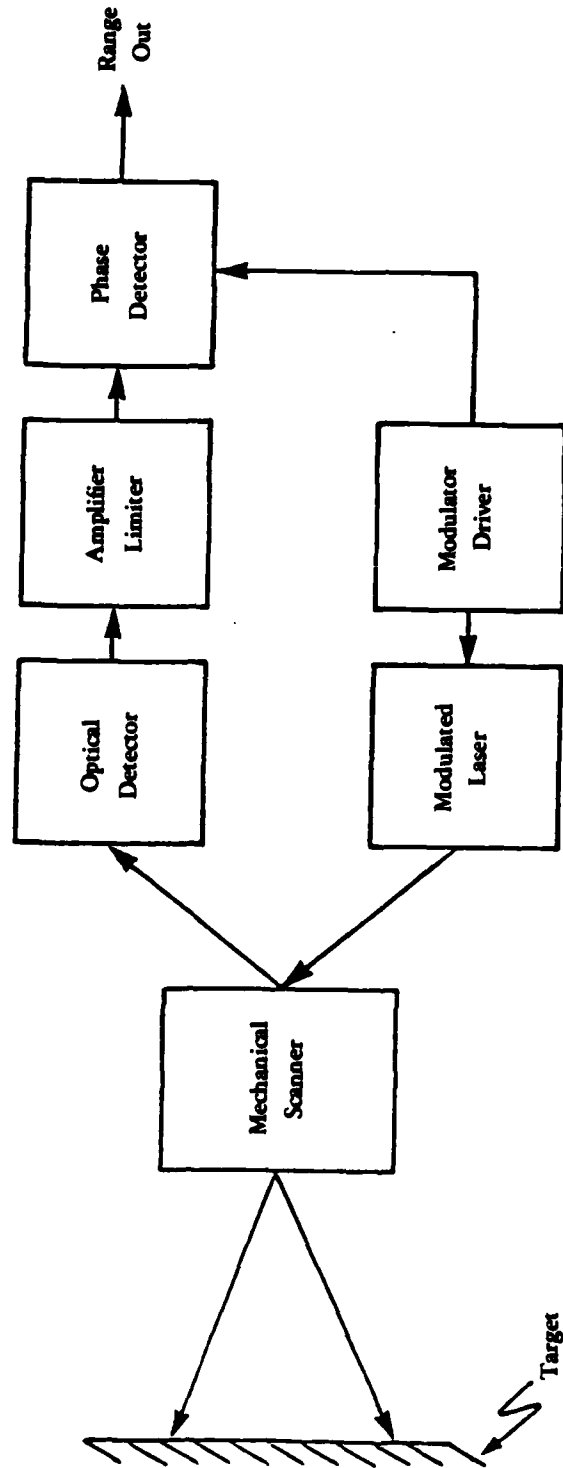 Target
Mechanical
Scanner
Optical
Detector
Amplifier
Limiter
Phase
Detector
Range
Out
Modulated
Laser
Modulator
Driver